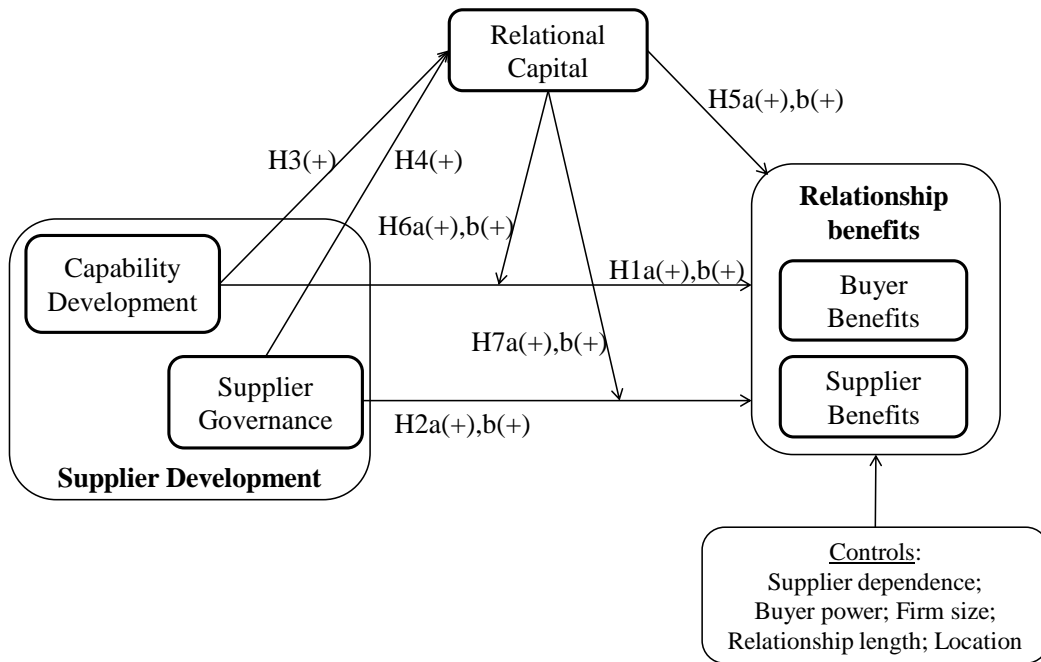 Relational
Capital
H5a(+),b(+)
H3(+)
H4(+)
Relationship
benefits
H6a(+),b(+)
Capability
Development
H1a(+),b(+)
Buyer
Benefits
H7a(+),b(+)
Supplier
Governance
Supplier
Benefits
H2a(+),b(+)
Supplier Development
Controls:
Supplier dependence;
Buyer power; Firm size;
Relationship length; Location